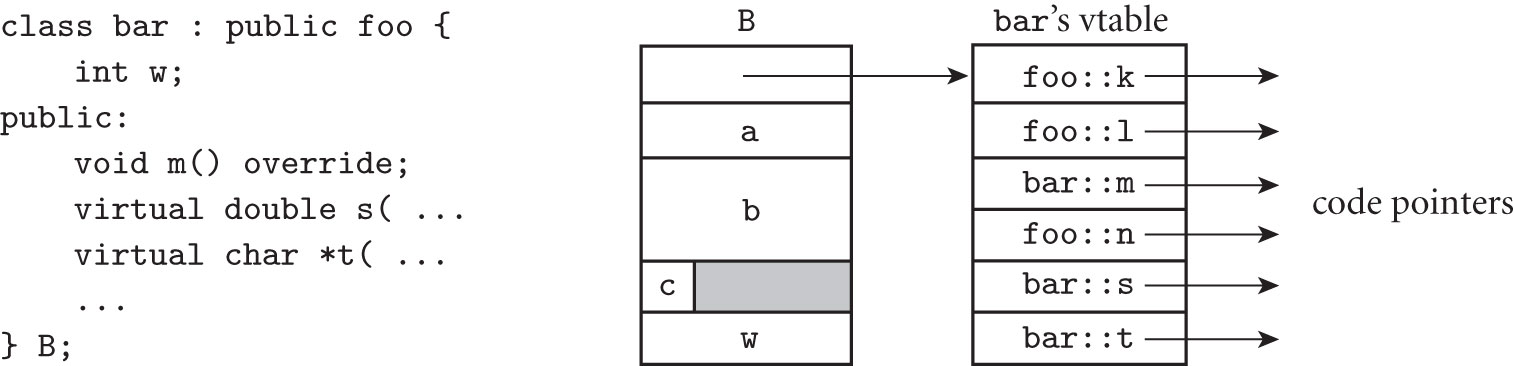 class bar : public foo {
int w;
public:
void m() override;
virtual double s( ...
virtual char *t( ...
...
} B;
B
a
b
c
w
bar's vtable
foo::k
foo::l
bar::m
foo::n
bar::s
bar::t
code pointers